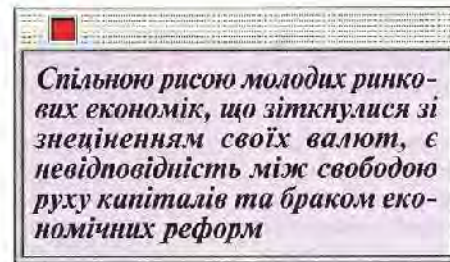 Спільною рисою молодих ринко-
вих економік, що зіткнулися зі
знеціненням своїх валют, є
невідповідність між свободою
руху капіталів та браком еко-
номічних реформ